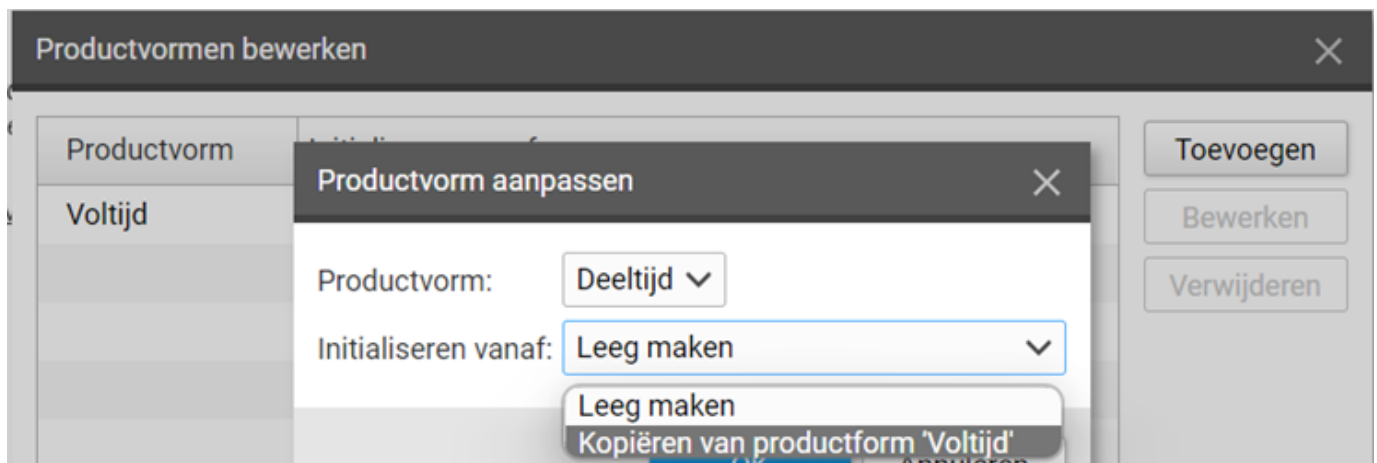 Productvormen bewerken
Productvorm
Toevoegen
Productvorm aanpassen
Voltijd
Bewerken
Productvorm:
Deeltijd
Verwijderen
Initialiseren vanaf:
Leeg maken
Leeg maken
Kopiëren van productform 'Voltijd'